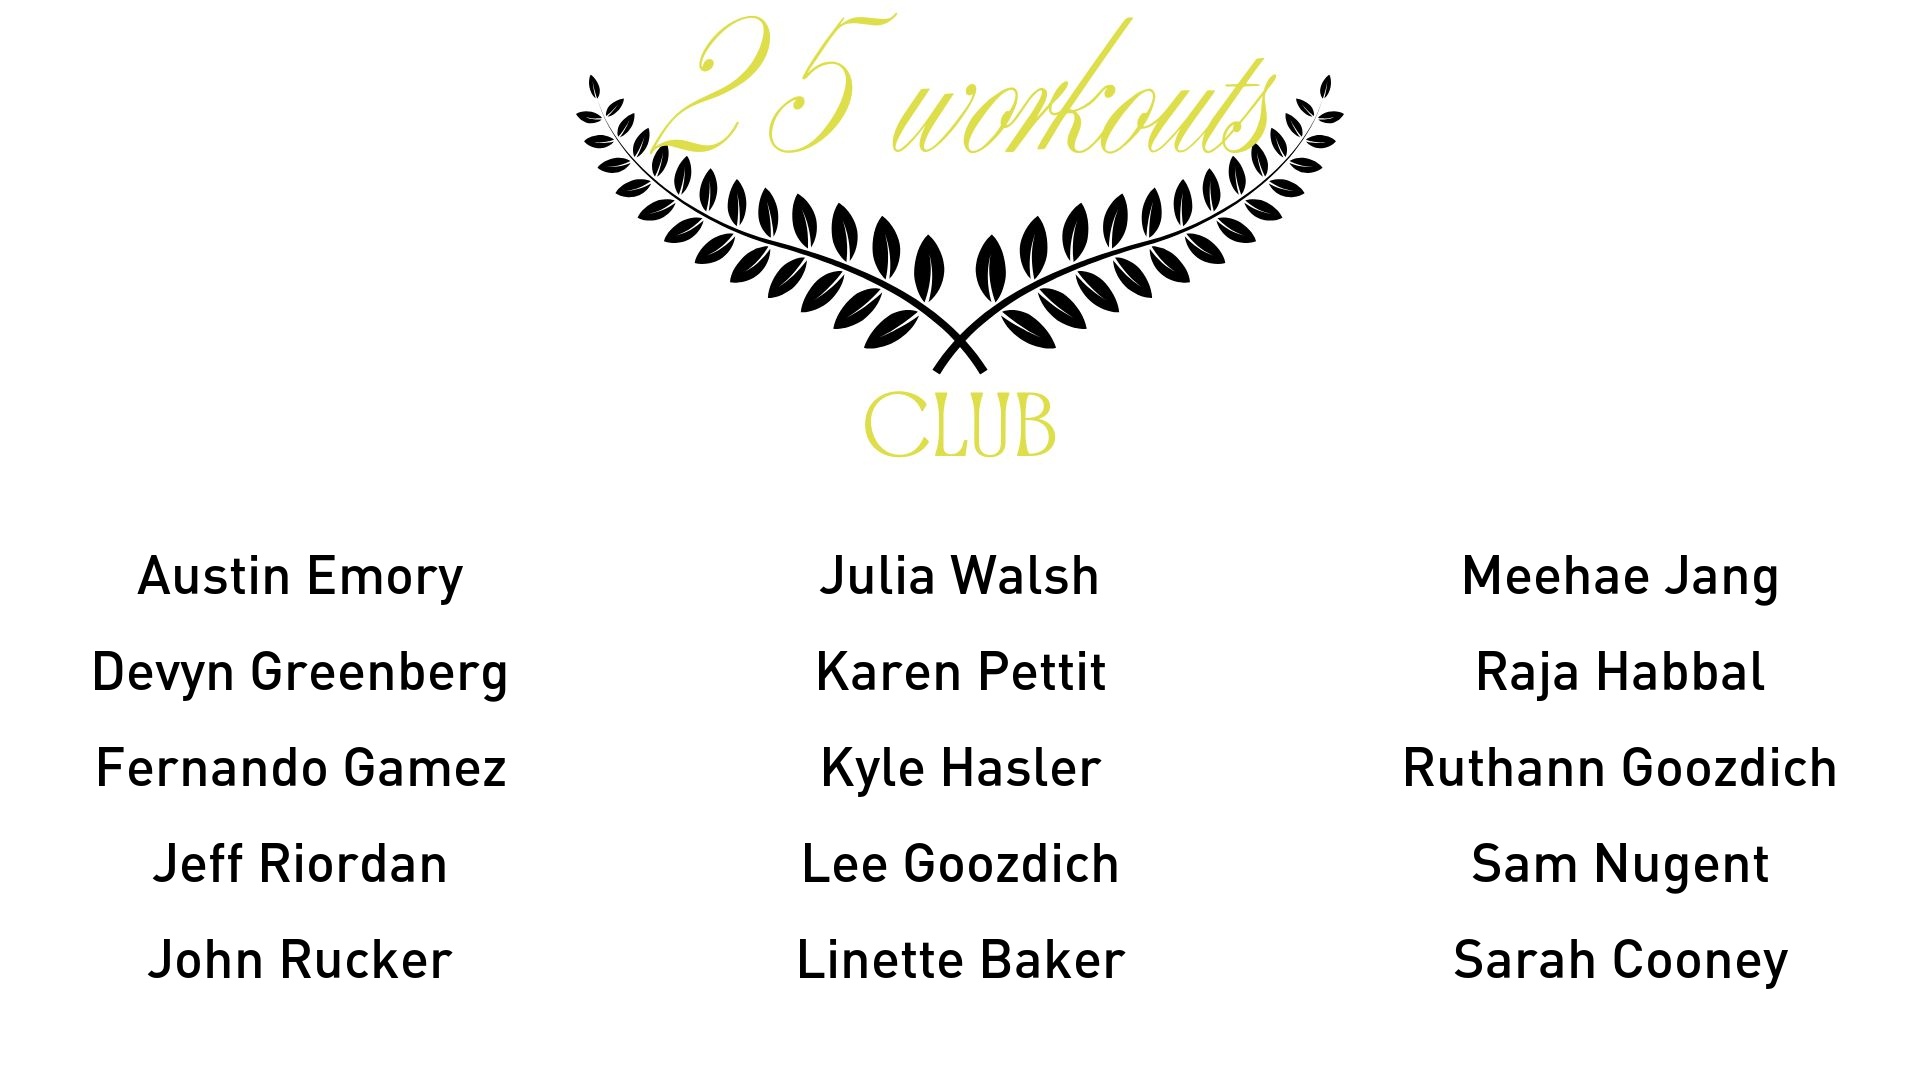 25 workouts
CLUB
Austin Emory
Devyn Greenberg
Fernando Gamez
Jeff Riordan
John Rucker
Julia Walsh
Karen Pettit
Kyle Hasler
Lee Goozdich
Linette Baker
Meehae Jang
Raja Habbal
Ruthann Goozdich
Sam Nugent
Sarah Cooney